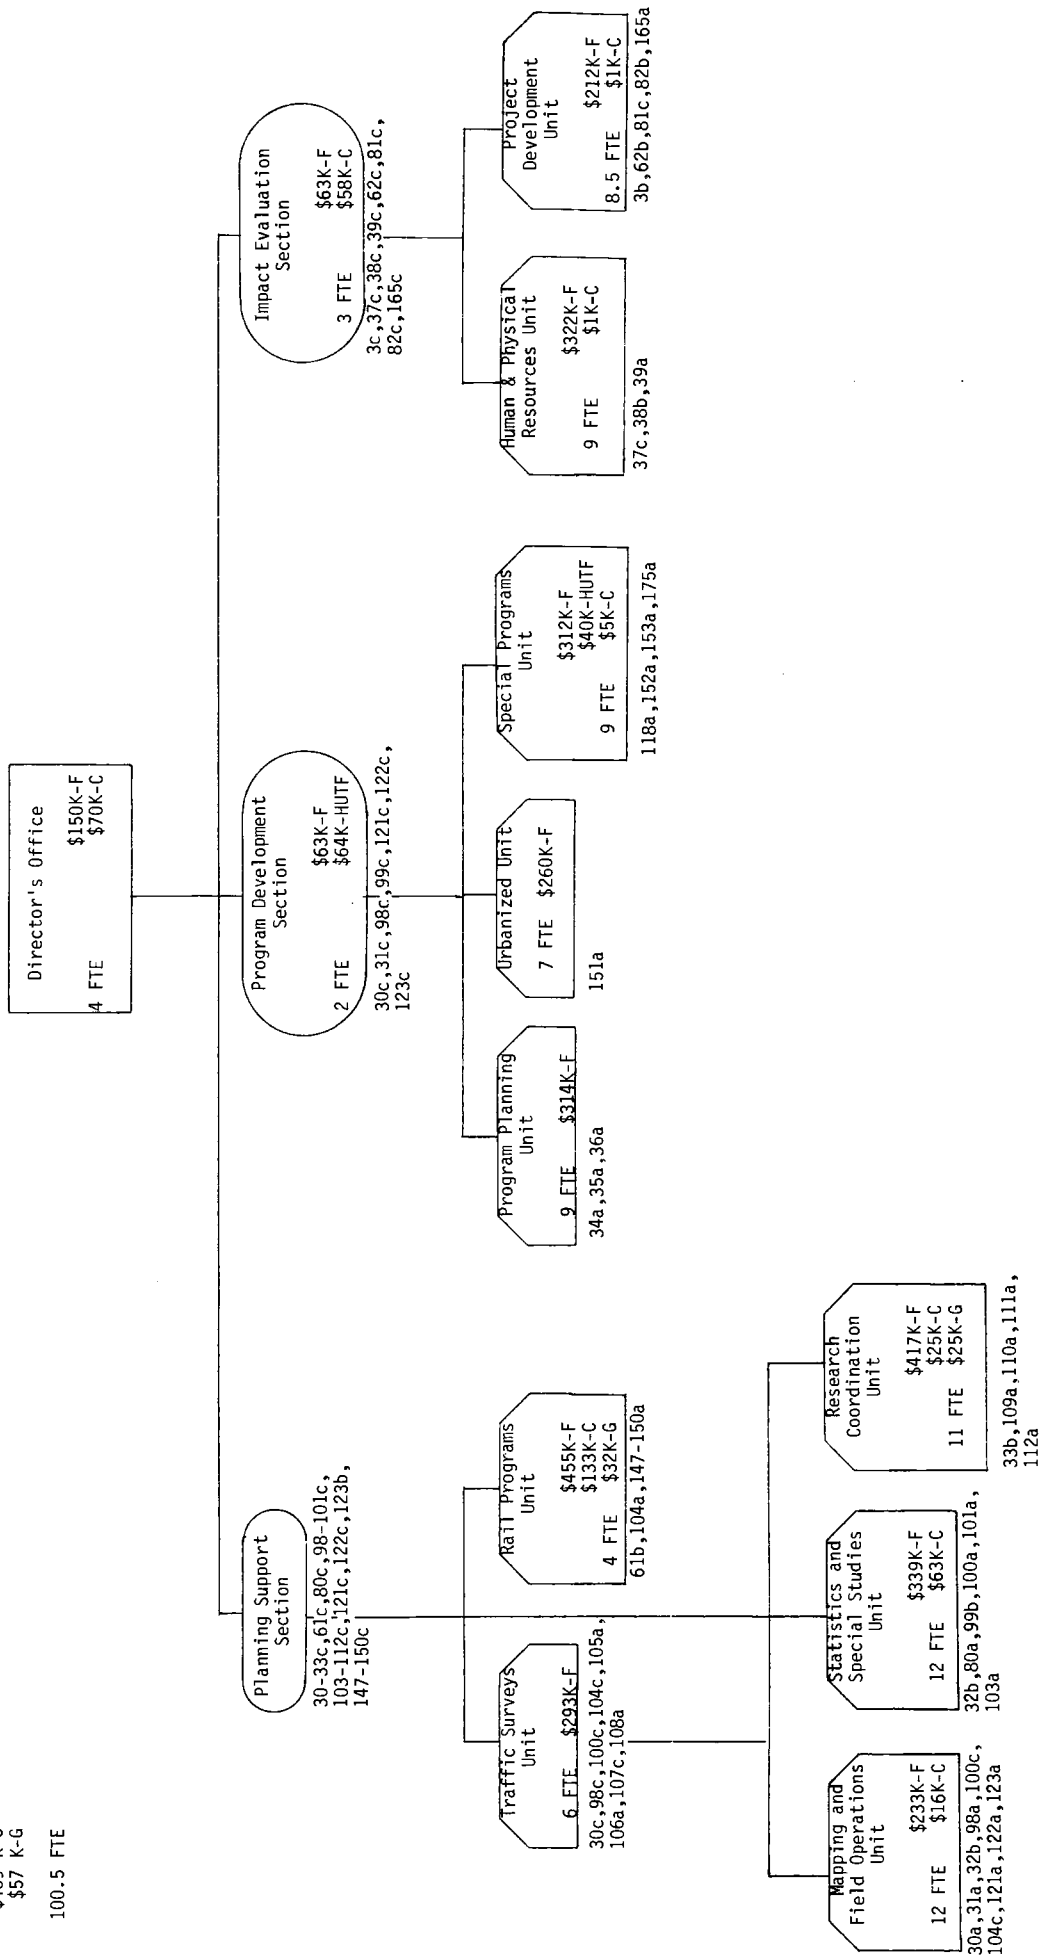 $57 K-G
100.5 FTE
Director's Office
$150K-F
4 FTE $70K-C
Planning Support
Section
30-33c,61c,80c,98-101c,
103-112c,121c,122c,123b,
147-150c
Program Development
Section
$63K-F
2 FTE $64K-HUTF
30c,31c,98c,99c,121c,122c,
123c
Impact Evaluation
Section
$63K-F
3 FTE $58K-C
3c,37c,38c,39c,62c,81c,
82c,165c
Traffic Surveys
Unit
6 FTE $293K-F
30c,98c,100c,104c,105a,
106a,107c,108a
Rail Programs
Unit
$455K-F
$133K-C
4 FTE $32K-G
61b,104a,147-150a
Program Planning
Unit
9 FTE $314K-F
34a,35a,36a
Urbanized Unit
7 FTE $260K-F
151a
Special Programs
Unit
$312K-F
$40K-HUTF
9 FTE $5K-C
118a,152a,153a,175a
Human & Physical
Resources Unit
$322K-F
9 FTE $1K-C
37c,38b,39a
Project
Development
Unit
8.5 FTE $212K-F
$1K-C
3b,62b,81c,82b,165a
Mapping and
Field Operations
Unit
$233K-F
12 FTE $16K-C
30a,31a,32b,98a,100c,
104c,121a,122a,123a
Statistics and
Special Studies
Unit
$339K-F
12 FTE $63K-C
32b,80a,99b,100a,101a,
103a
Research
Coordination
Unit
$417K-F
$25K-C
11 FTE $25K-G
33b,109a,110a,111a,
112a